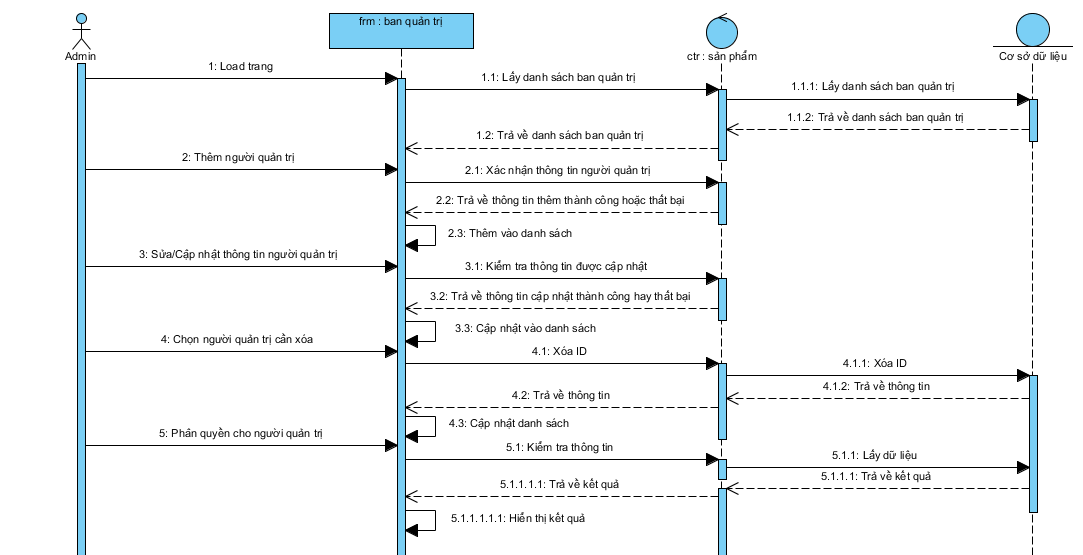 frm : ban quản trị
Admin
ctr : sản phẩm
Cơ sở dữ liệu
1: Load trang
1.1: Lấy danh sách ban quản trị
1.1.1: Lấy danh sách ban quản trị
1.1.2: Trả về danh sách ban quản trị
1.2: Trả về danh sách ban quản trị
2: Thêm người quản trị
2.1: Xác nhận thông tin người quản trị
2.2: Trả về thông tin thêm thành công hoặc thất bại
2.3: Thêm vào danh sách
3: Sửa/Cập nhật thông tin người quản trị
3.1: Kiểm tra thông tin được cập nhật
3.2: Trả về thông tin cập nhật thành công hay thất bại
3.3: Cập nhật vào danh sách
4: Chọn người quản trị cần xóa
4.1: Xóa ID
4.1.1: Xóa ID
4.1.2: Trả về thông tin
4.2: Trả về thông tin
4.3: Cập nhật danh sách
5: Phân quyền cho người quản trị
5.1: Kiểm tra thông tin
5.1.1: Lấy dữ liệu
5.1.1.1: Trả về kết quả
5.1.1.1.1: Trả về kết quả
5.1.1.1.1.1: Hiển thị kết quả